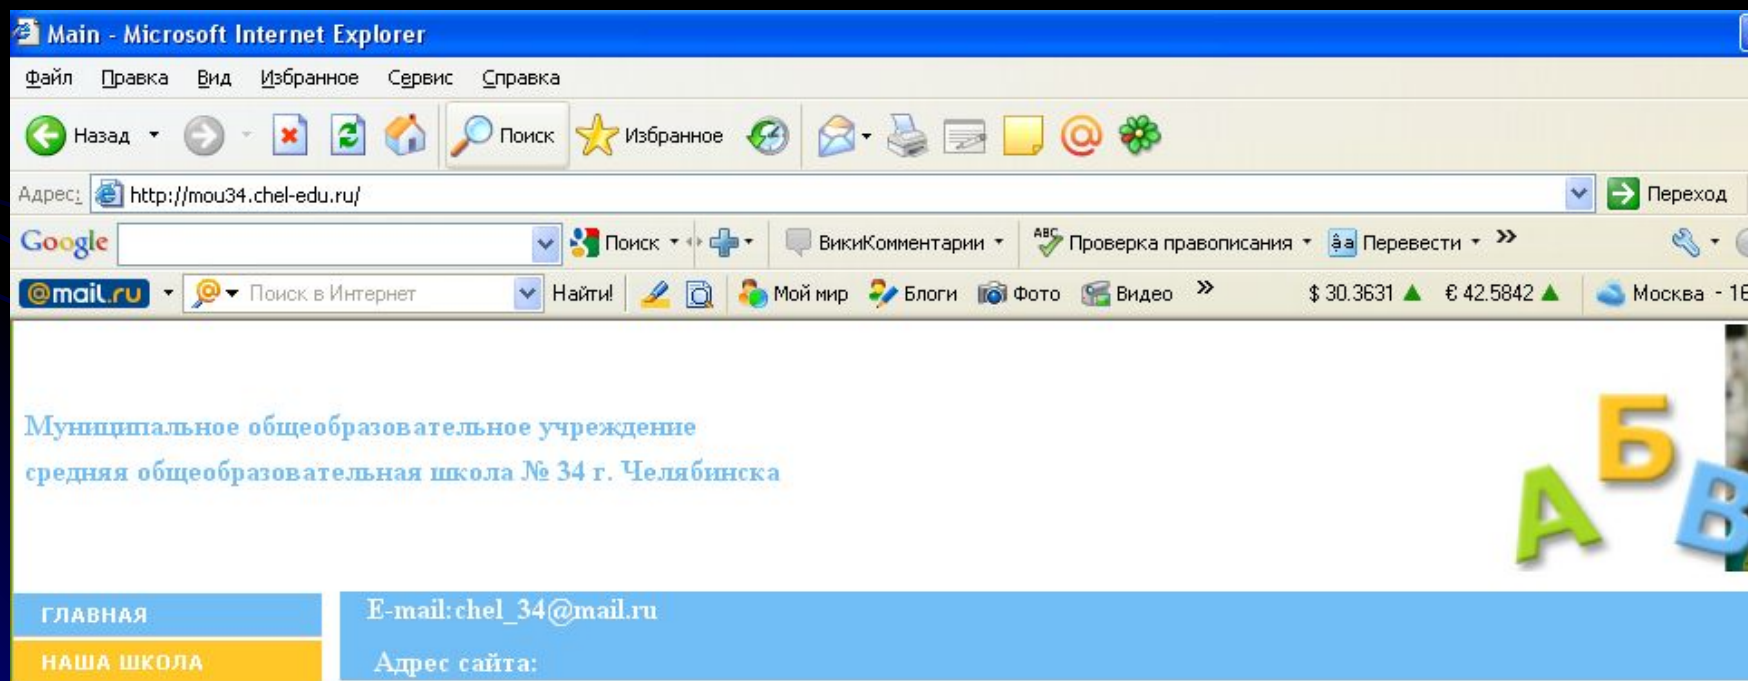 Main - Microsoft Internet Explorer
Файл Правка Вид Избранное Сервис Справка
Назад Поиск Избранное
Адрес: http://mou34.chel-edu.ru/ Переход
Google Поиск ВикиКомментарии ABC Проверка правописания âa Перевести »
@mail.ru Поиск в Интернет Найти! Мой мир Блоги Фото Видео » $ 30.3631 ▲ € 42.5842 ▲ Москва - 16
Муниципальное общеобразовательное учреждение
средняя общеобразовательная школа № 34 г. Челябинска
А Б В
ГЛАВНАЯ E-mail:chel_34@mail.ru
НАША ШКОЛА Адрес сайта: